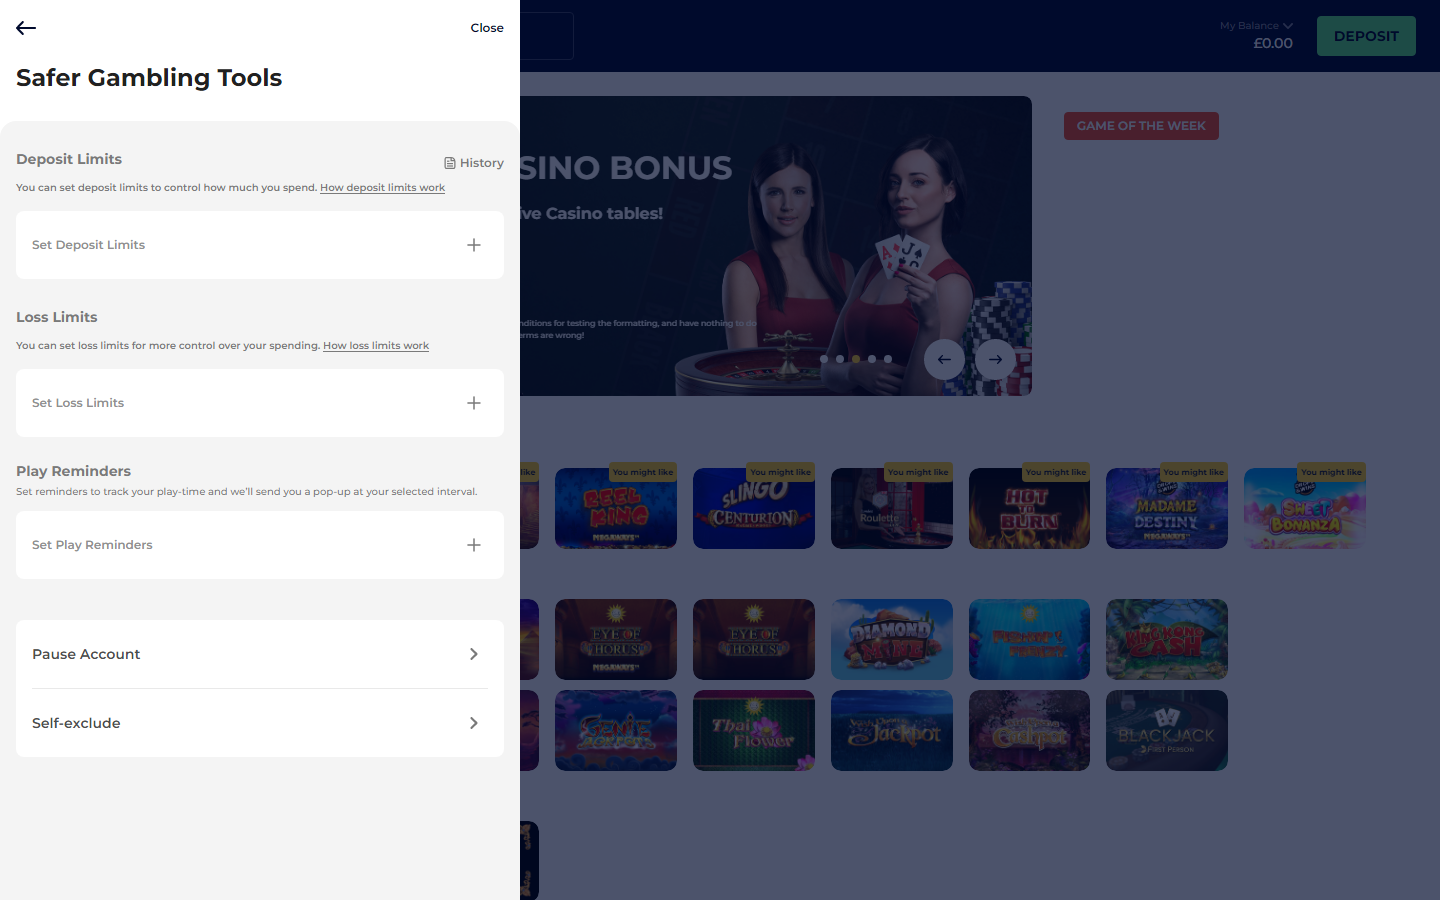 Close
Safer Gambling Tools
Deposit Limits
History
You can set deposit limits to control how much you spend. How deposit limits work
Set Deposit Limits
Loss Limits
You can set loss limits for more control over your spending. How loss limits work
Set Loss Limits
Play Reminders
Set reminders to track your play-time and we'll send you a pop-up at your selected interval.
Set Play Reminders
Pause Account
Self-exclude
My Balance
£0.00
DEPOSIT
SINO BONUS
ive Casino tables!
nditions for testing the formatting, and have nothing to do
erms are wrong!
GAME OF THE WEEK
like
You might like
You might like
You might like
You might like
You might like
You might like
REEL KING
MEGAWAYS
SLINGO
CENTURION
Roulette
HOT TO BURN
MADAME DESTINY
MEGAWAYS
SWEET BONANZA
EYE OF HORUS
MEGAWAYS
EYE OF HORUS
DIAMOND MINE
FISHIN' FRENZY
KING KONG CASH
GENIE JACKPOTS
Thai Flower
Jackpot
BLACKJACK
FIRST PERSON